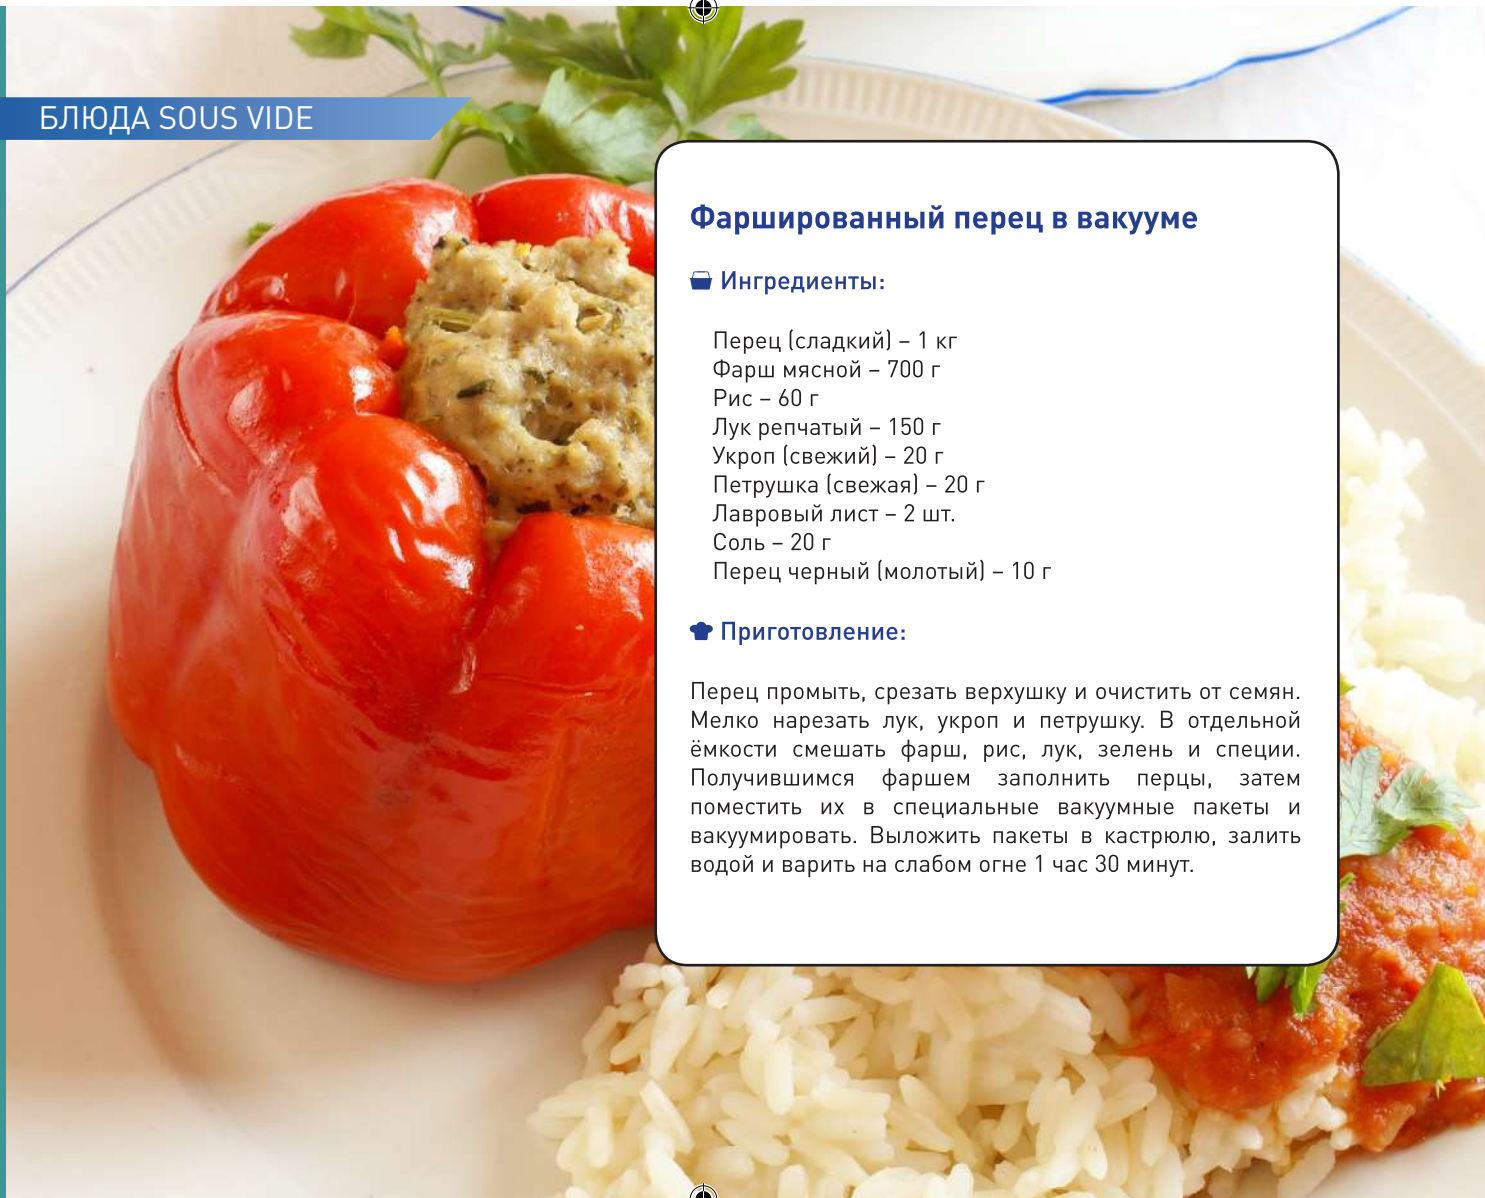 БЛЮДА SOUS VIDE
Фаршированный перец в вакууме
Ингредиенты:
Перец (сладкий) – 1 кг
Фарш мясной – 700 г
Рис – 60 г
Лук репчатый – 150 г
Укроп (свежий) – 20 г
Петрушка (свежая) – 20 г
Лавровый лист – 2 шт.
Соль – 20 г
Перец черный (молотый) – 10 г
Приготовление:
Перец промыть, срезать верхушку и очистить от семян.
Мелко нарезать лук, укроп и петрушку. В отдельной
ёмкости смешать фарш, рис, лук, зелень и специи.
Получившимся фаршем заполнить перцы, затем
поместить их в специальные вакуумные пакеты и
вакуумировать. Выложить пакеты в кастрюлю, залить
водой и варить на слабом огне 1 час 30 минут.